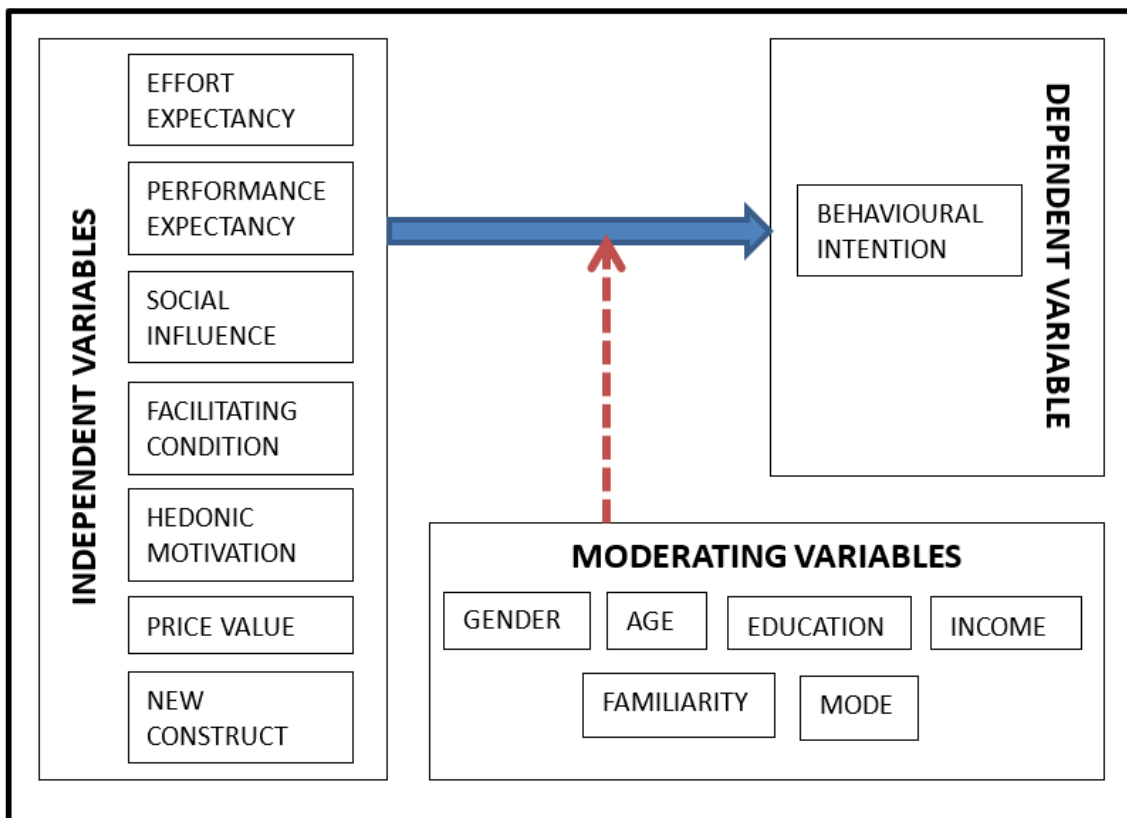 INDEPENDENT VARIABLES
EFFORT
EXPECTANCY
PERFORMANCE
EXPECTANCY
SOCIAL
INFLUENCE
FACILITATING
CONDITION
HEDONIC
MOTIVATION
PRICE VALUE
NEW
CONSTRUCT
BEHAVIOURAL
INTENTION
DEPENDENT VARIABLE
MODERATING VARIABLES
GENDER
AGE
EDUCATION
INCOME
FAMILIARITY
MODE